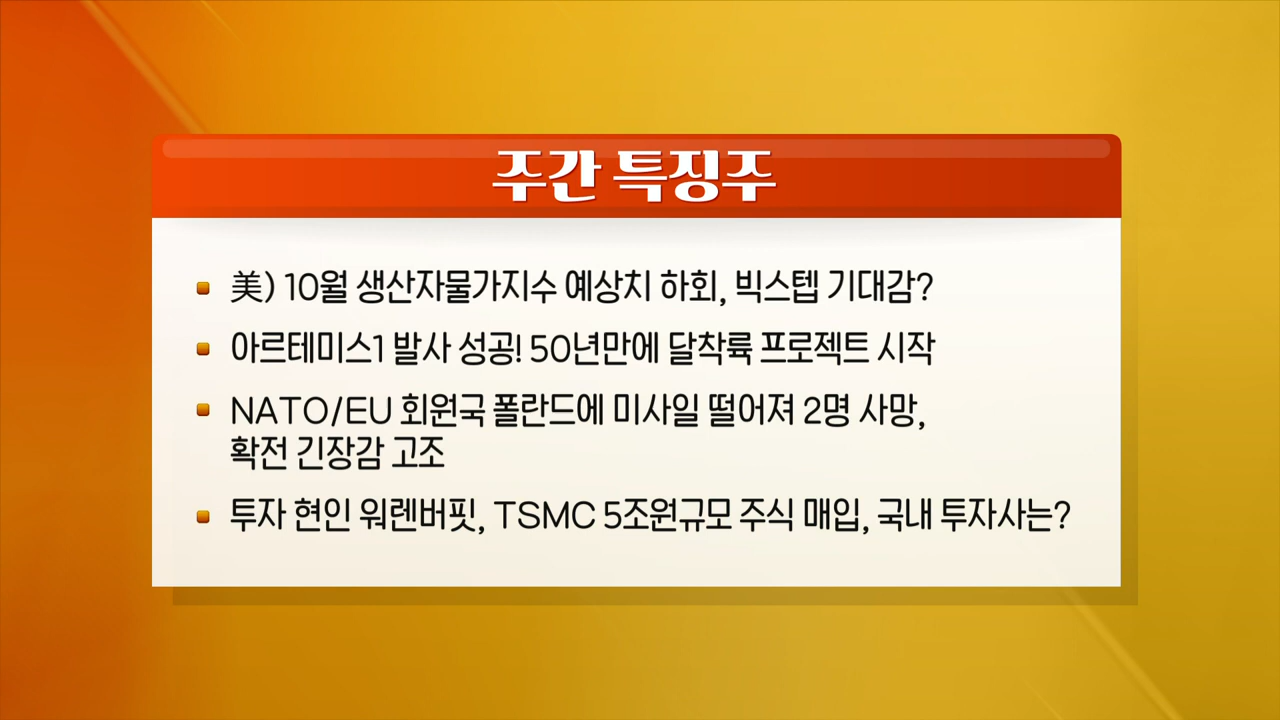 주간 특징주
美) 10월 생산자물가지수 예상치 하회, 빅스텝 기대감?
아르테미스1 발사 성공! 50년만에 달착륙 프로젝트 시작
NATO/EU 회원국 폴란드에 미사일 떨어져 2명 사망,
확전 긴장감 고조
투자 현인 워렌버핏, TSMC 5조원규모 주식 매입, 국내 투자사는?